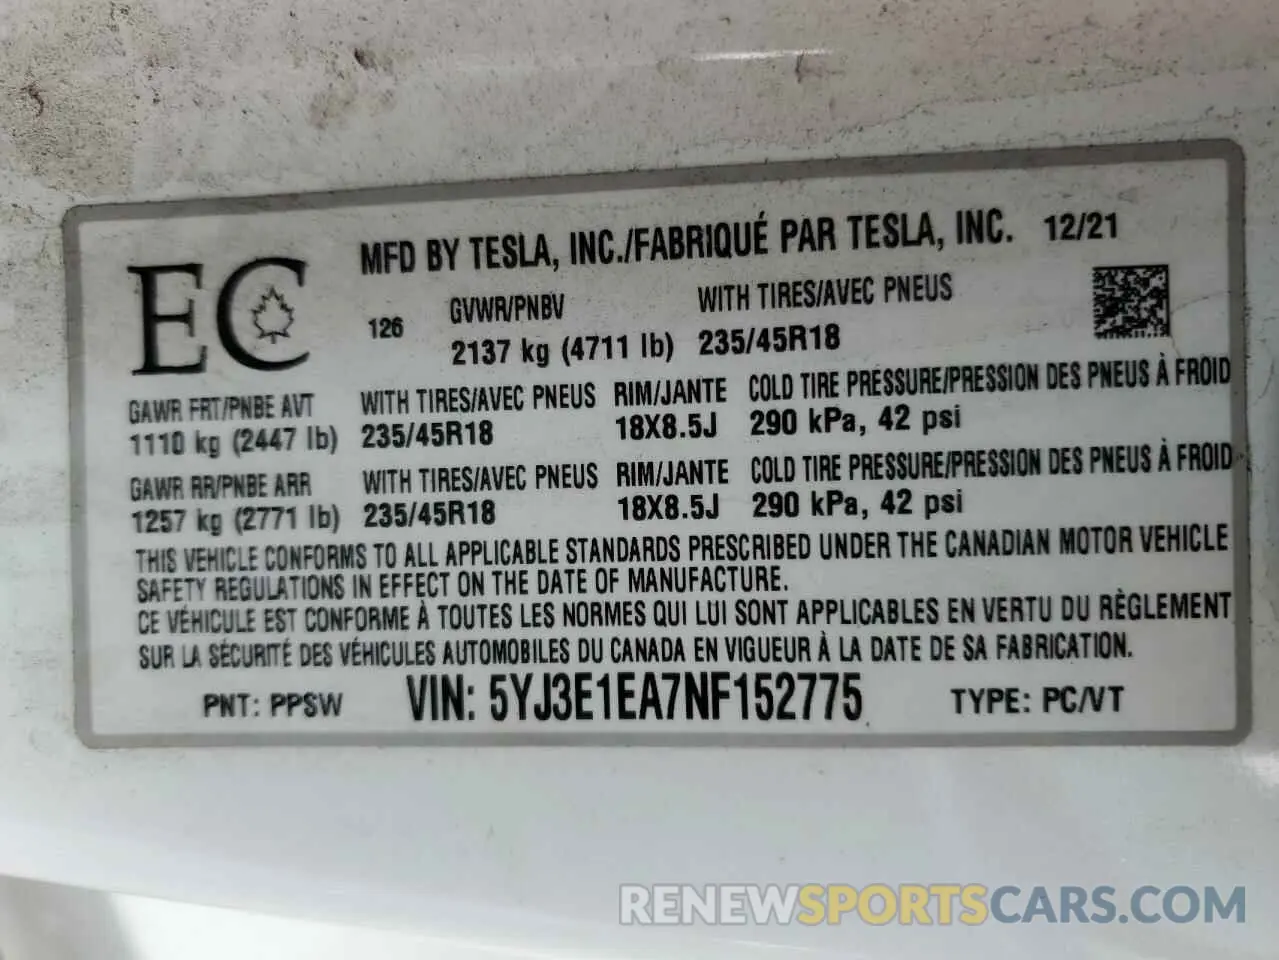 MFD BY TESLA, INC./FABRIQUÉ PAR TESLA, INC. 12/21
EC
126 GVWR/PNBV WITH TIRES/AVEC PNEUS
2137 kg (4711 lb) 235/45R18
GAWR FRT/PNBE AVT WITH TIRES/AVEC PNEUS RIM/JANTE COLD TIRE PRESSURE/PRESSION DES PNEUS À FROID
1110 kg (2447 lb) 235/45R18 18X8.5J 290 kPa, 42 psi
GAWR RR/PNBE ARR WITH TIRES/AVEC PNEUS RIM/JANTE COLD TIRE PRESSURE/PRESSION DES PNEUS À FROID
1257 kg (2771 lb) 235/45R18 18X8.5J 290 kPa, 42 psi
THIS VEHICLE CONFORMS TO ALL APPLICABLE STANDARDS PRESCRIBED UNDER THE CANADIAN MOTOR VEHICLE
SAFETY REGULATIONS IN EFFECT ON THE DATE OF MANUFACTURE.
CE VÉHICULE EST CONFORME À TOUTES LES NORMES QUI LUI SONT APPLICABLES EN VERTU DU RÈGLEMENT
SUR LA SÉCURITÉ DES VÉHICULES AUTOMOBILES DU CANADA EN VIGUEUR À LA DATE DE SA FABRICATION.
PNT: PPSW VIN: 5YJ3E1EA7NF152775 TYPE: PC/VT
RENEWSPORTSCARS.COM